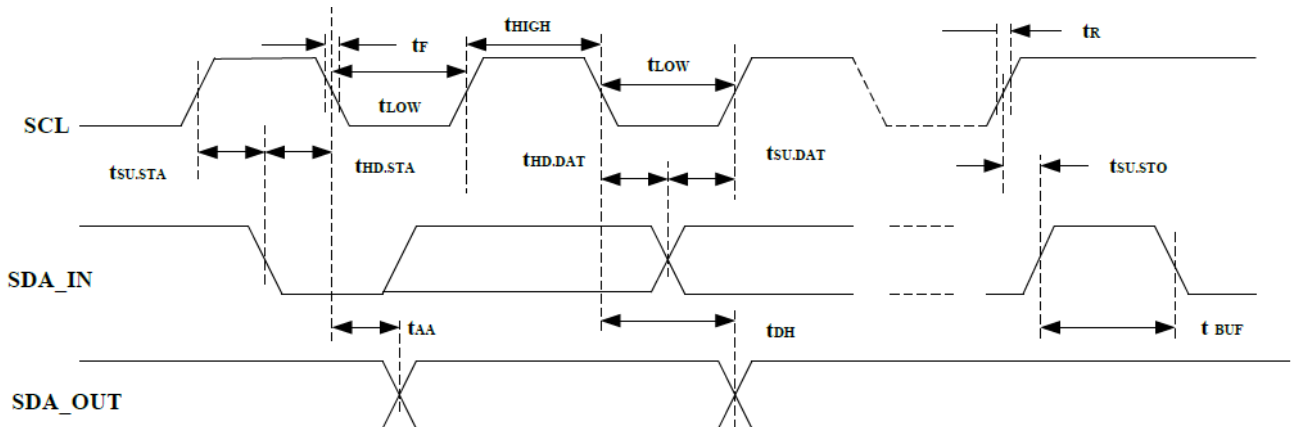 tHIGH
tF
tR
tLOW
tLOW
SCL
tSU.STA
tHD.STA
tHD.DAT
tSU.DAT
tSU.STO
SDA_IN
tAA
tDH
t BUF
SDA_OUT